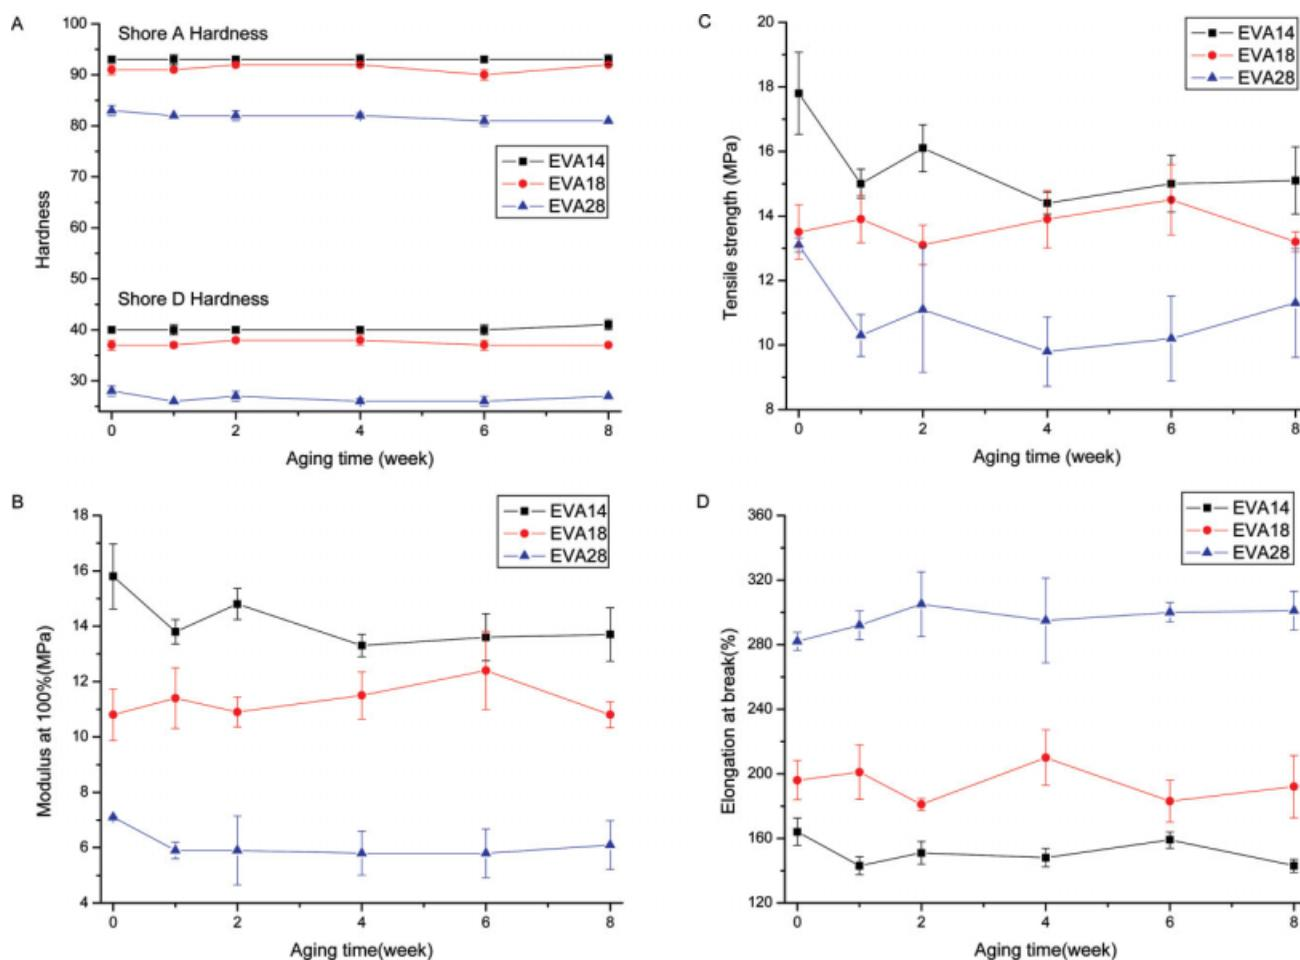 A
Shore A Hardness
100
90
80
70
60
50
40
30
Hardness
EVA14
EVA18
EVA28
Shore D Hardness
0 2 4 6 8
Aging time (week)
C
20
18
16
14
12
10
8
Tensile strength (MPa)
EVA14
EVA18
EVA28
0 2 4 6 8
Aging time (week)
B
18
16
14
12
10
8
6
4
Modulus at 100%(MPa)
EVA14
EVA18
EVA28
0 2 4 6 8
Aging time(week)
D
360
320
280
240
200
160
120
Elongation at break(%)
EVA14
EVA18
EVA28
0 2 4 6 8
Aging time(week)